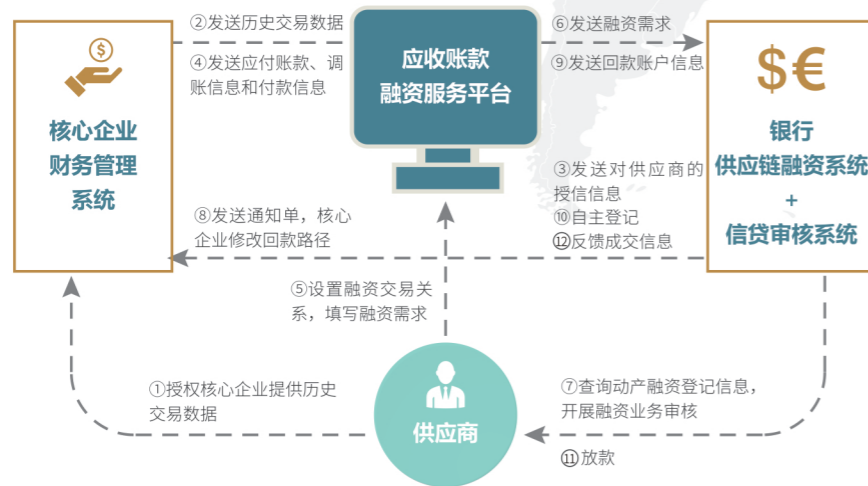 ②发送历史交易数据
④发送应付账款、调
账信息和付款信息
应收账款
融资服务平台
⑥发送融资需求
⑨发送回款账户信息
$
核心企业
财务管理
系统
$€
银行
供应链融资系统
+
信贷审核系统
③发送对供应商的
授信信息
⑩自主登记
⑫反馈成交信息
⑧发送通知单，核心
企业修改回款路径
⑤设置融资交易关
系，填写融资需求
①授权核心企业提供历史
交易数据
供应商
⑦查询动产融资登记信息，
开展融资业务审核
⑪放款